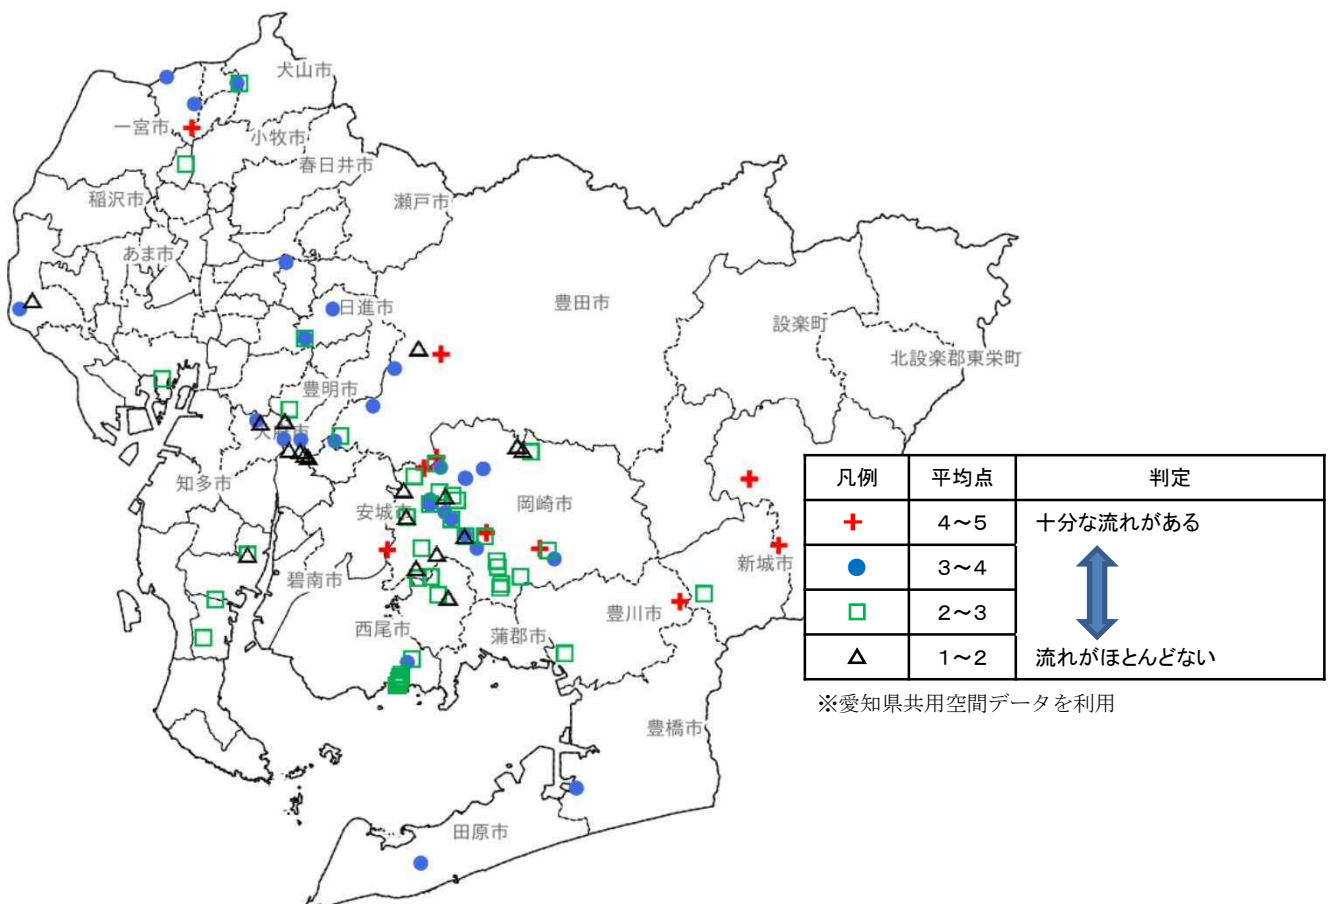 犬山市
一宮市
小牧市
春日井市
稲沢市
瀬戸市
あま市
日進市
豊田市
設楽町
北設楽郡東栄町
豊明市
大府市
知多市
安城市
岡崎市
新城市
碧南市
豊川市
西尾市
蒲郡市
豊橋市
田原市
凡例 平均点 判定
+ 4~5 十分な流れがある
● 3~4
□ 2~3
△ 1~2 流れがほとんどない
※愛知県共用空間データを利用